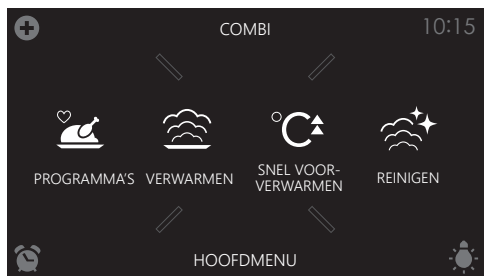 COMBI
10:15
PROGRAMMA'S
VERWARMEN
°C
SNEL VOOR-
VERWARMEN
REINIGEN
HOOFDMENU